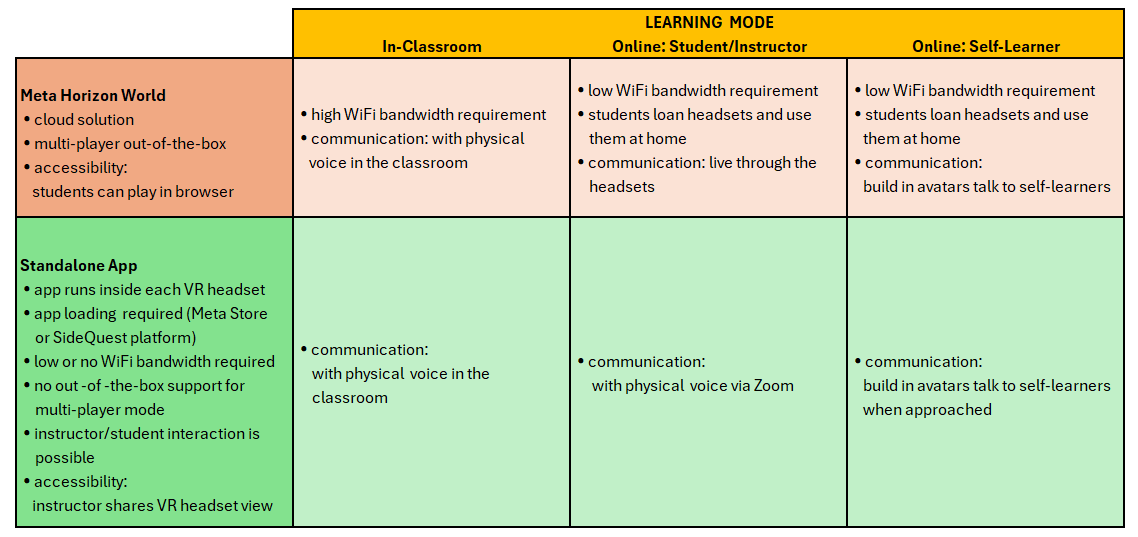 LEARNING MODE
In-Classroom
Online: Student/Instructor
Online: Self-Learner
Meta Horizon World
• cloud solution
• multi-player out-of-the-box
• accessibility:
students can play in browser
• high WiFi bandwidth requirement
• communication: with physical
voice in the classroom
• low WiFi bandwidth requirement
• students loan headsets and use
them at home
• communication: live through the
headsets
• low WiFi bandwidth requirement
• students loan headsets and use
them at home
• communication:
build in avatars talk to self-learners
Standalone App
• app runs inside each VR headset
• app loading required (Meta Store
or SideQuest platform)
• low or no WiFi bandwidth required
• no out -of -the-box support for
multi-player mode
• instructor/student interaction is
possible
• accessibility:
instructor shares VR headset view
• communication:
with physical voice in the
classroom
• communication:
with physical voice via Zoom
• communication:
build in avatars talk to self-learners
when approached